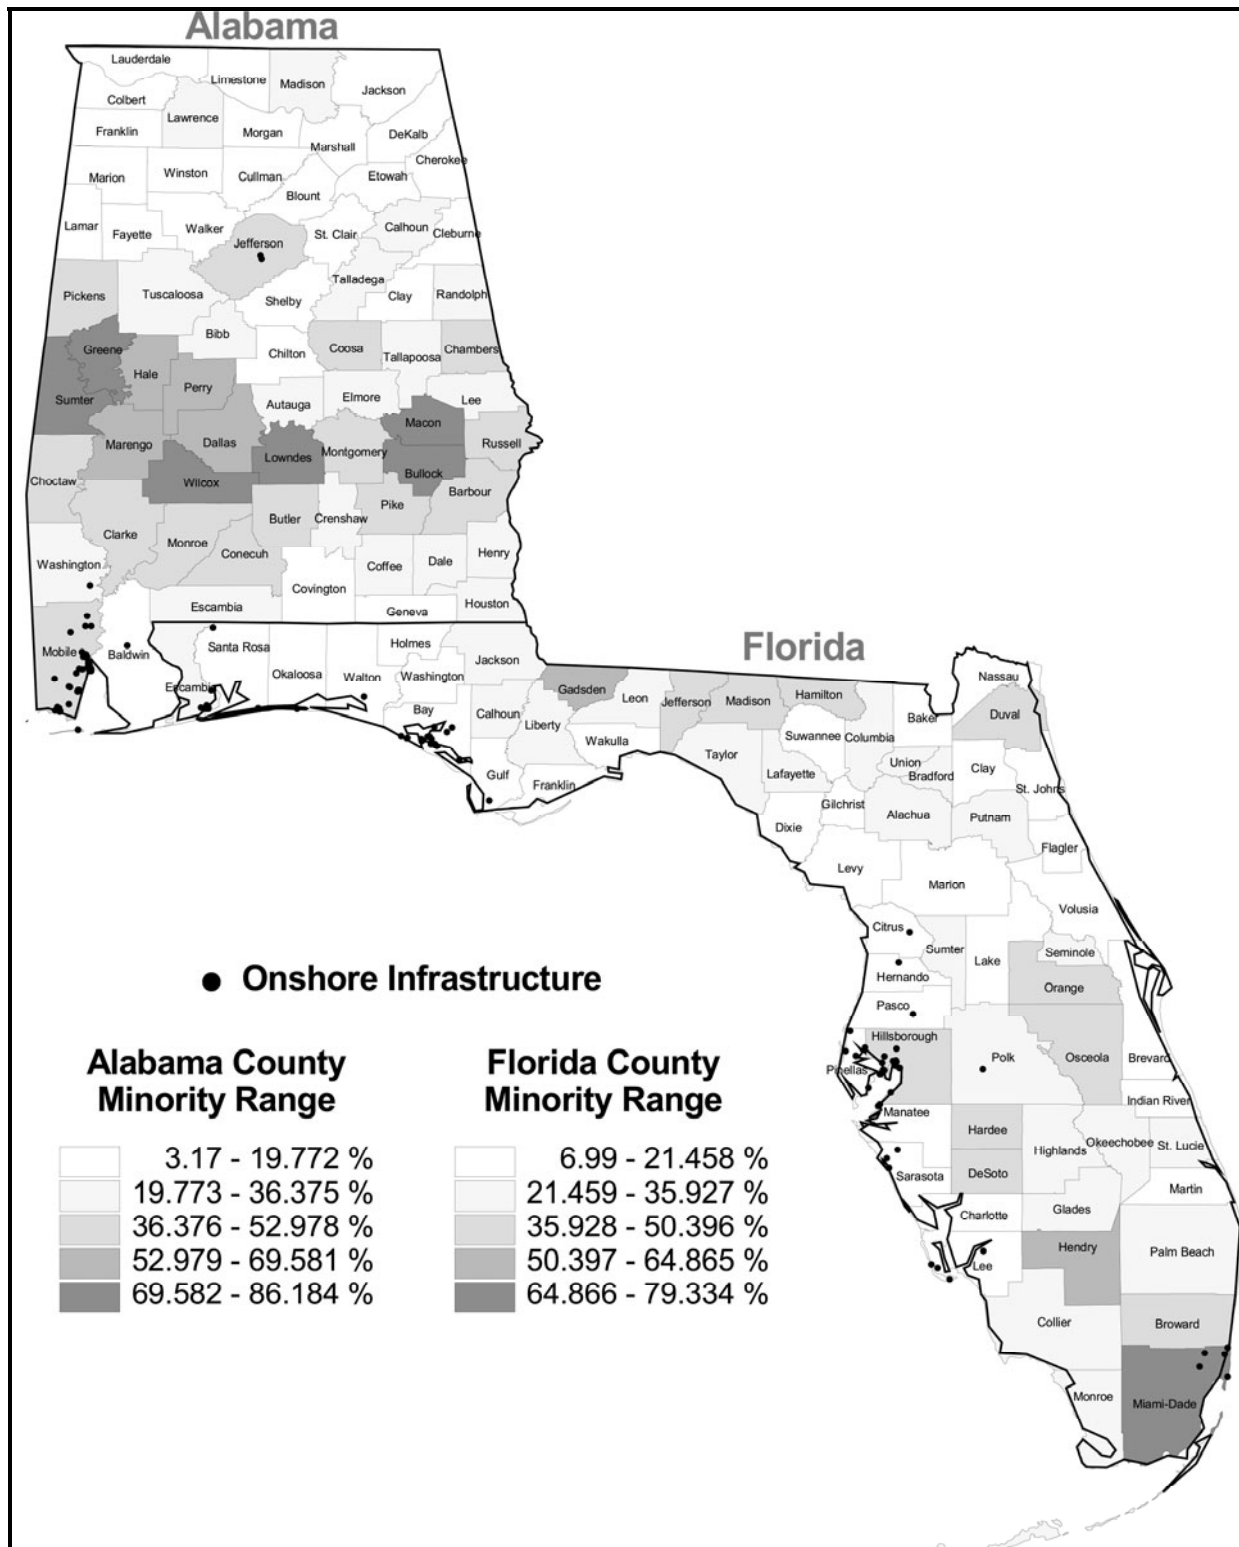 Alabama
Lauderdale
Limestone
Madison
Jackson
Colbert
Lawrence
Franklin
Morgan
DeKalb
Marshall
Cherokee
Marion
Winston
Cullman
Etowah
Blount
Lamar
Fayette
Walker
St. Clair
Calhoun
Cleburne
Jefferson
Talladega
Pickens
Tuscaloosa
Shelby
Clay
Randolph
Bibb
Greene
Chilton
Coosa
Tallapoosa
Chambers
Hale
Perry
Sumter
Autauga
Elmore
Lee
Macon
Marengo
Dallas
Lowndes
Montgomery
Russell
Bullock
Choctaw
Wilcox
Barbour
Pike
Butler
Crenshaw
Clarke
Monroe
Conecuh
Washington
Coffee
Dale
Henry
Covington
Escambia
Geneva
Houston
Mobile
Baldwin
Florida
Santa Rosa
Holmes
Okaloosa
Walton
Jackson
Washington
Escambia
Bay
Calhoun
Gadsden
Leon
Liberty
Wakulla
Gulf
Franklin
Jefferson
Madison
Hamilton
Nassau
Baker
Duval
Suwannee
Columbia
Taylor
Lafayette
Union
Bradford
Clay
St. Johns
Gilchrist
Alachua
Putnam
Dixie
Flagler
Levy
Marion
Volusia
Citrus
Sumter
Lake
Seminole
Hernando
Orange
Pasco
Hillsborough
Pinellas
Polk
Osceola
Brevard
Indian River
Manatee
Hardee
Highlands
Okeechobee
St. Lucie
Sarasota
DeSoto
Martin
Charlotte
Glades
Lee
Hendry
Palm Beach
Collier
Broward
Monroe
Miami-Dade
Onshore Infrastructure
Alabama County
Minority Range
3.17 - 19.772 %
19.773 - 36.375 %
36.376 - 52.978 %
52.979 - 69.581 %
69.582 - 86.184 %
Florida County
Minority Range
6.99 - 21.458 %
21.459 - 35.927 %
35.928 - 50.396 %
50.397 - 64.865 %
64.866 - 79.334 %